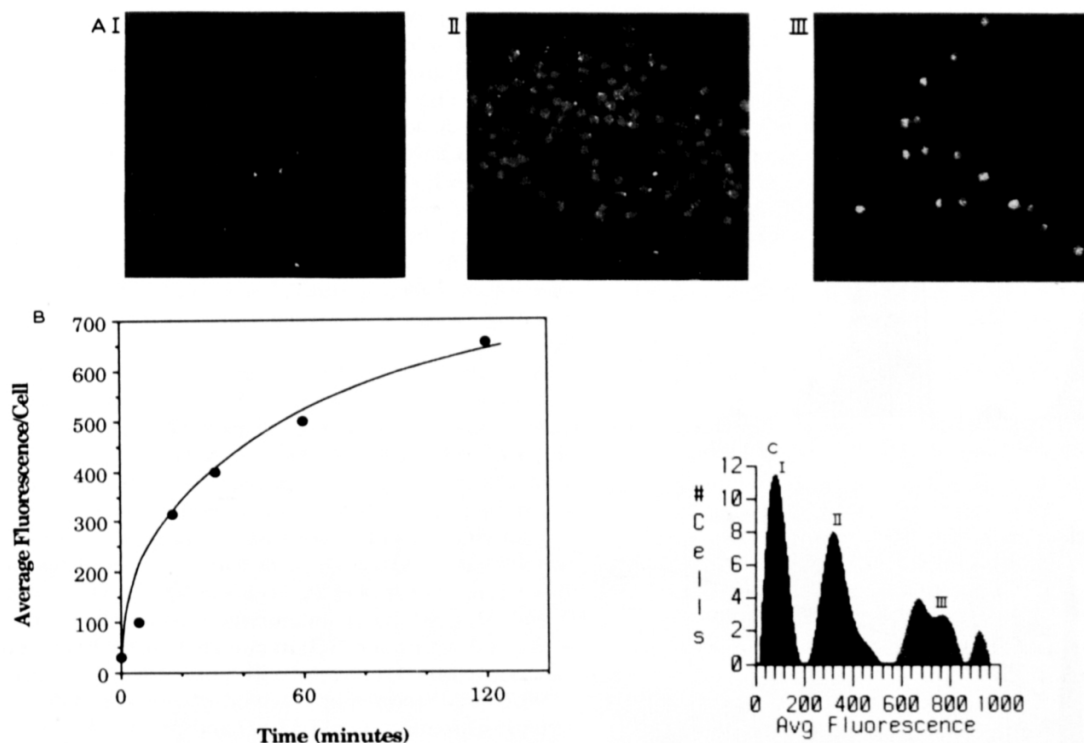 A I
II
III
B
700
600
500
400
300
200
100
0
0 60 120
Average Fluorescence/Cell
Time (minutes)
C
I
II
III
12
10
8
6
4
2
0
# Cells
0 200 400 600 800 1000
Avg Fluorescence